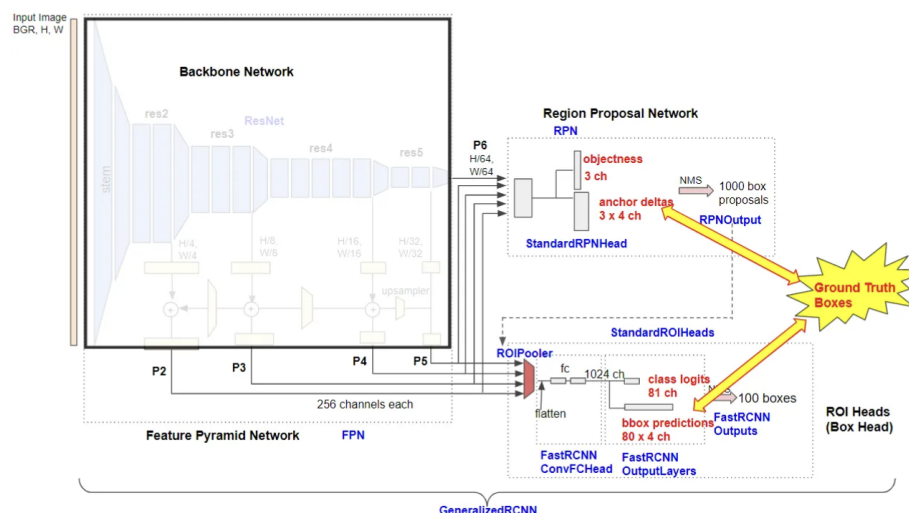 Input Image
BGR, H, W
Backbone Network
res2
ResNet
res3
res4
res5
stem
H/4,
W/4
H/8,
W/8
H/16,
W/16
H/32,
W/32
upsampler
P2
P3
P4
P5
256 channels each
Feature Pyramid Network FPN
P6
H/64,
W/64
Region Proposal Network
RPN
objectness
3 ch
anchor deltas
3 x 4 ch
NMS
1000 box
proposals
RPNOutput
StandardRPNHead
Ground Truth
Boxes
StandardROIHeads
ROIPooler
fc
1024 ch
flatten
class logits
81 ch
bbox predictions
80 x 4 ch
100 boxes
FastRCNN
Outputs
ROI Heads
(Box Head)
FastRCNN
ConvFCHead
FastRCNN
OutputLayers
GeneralizedRCNN